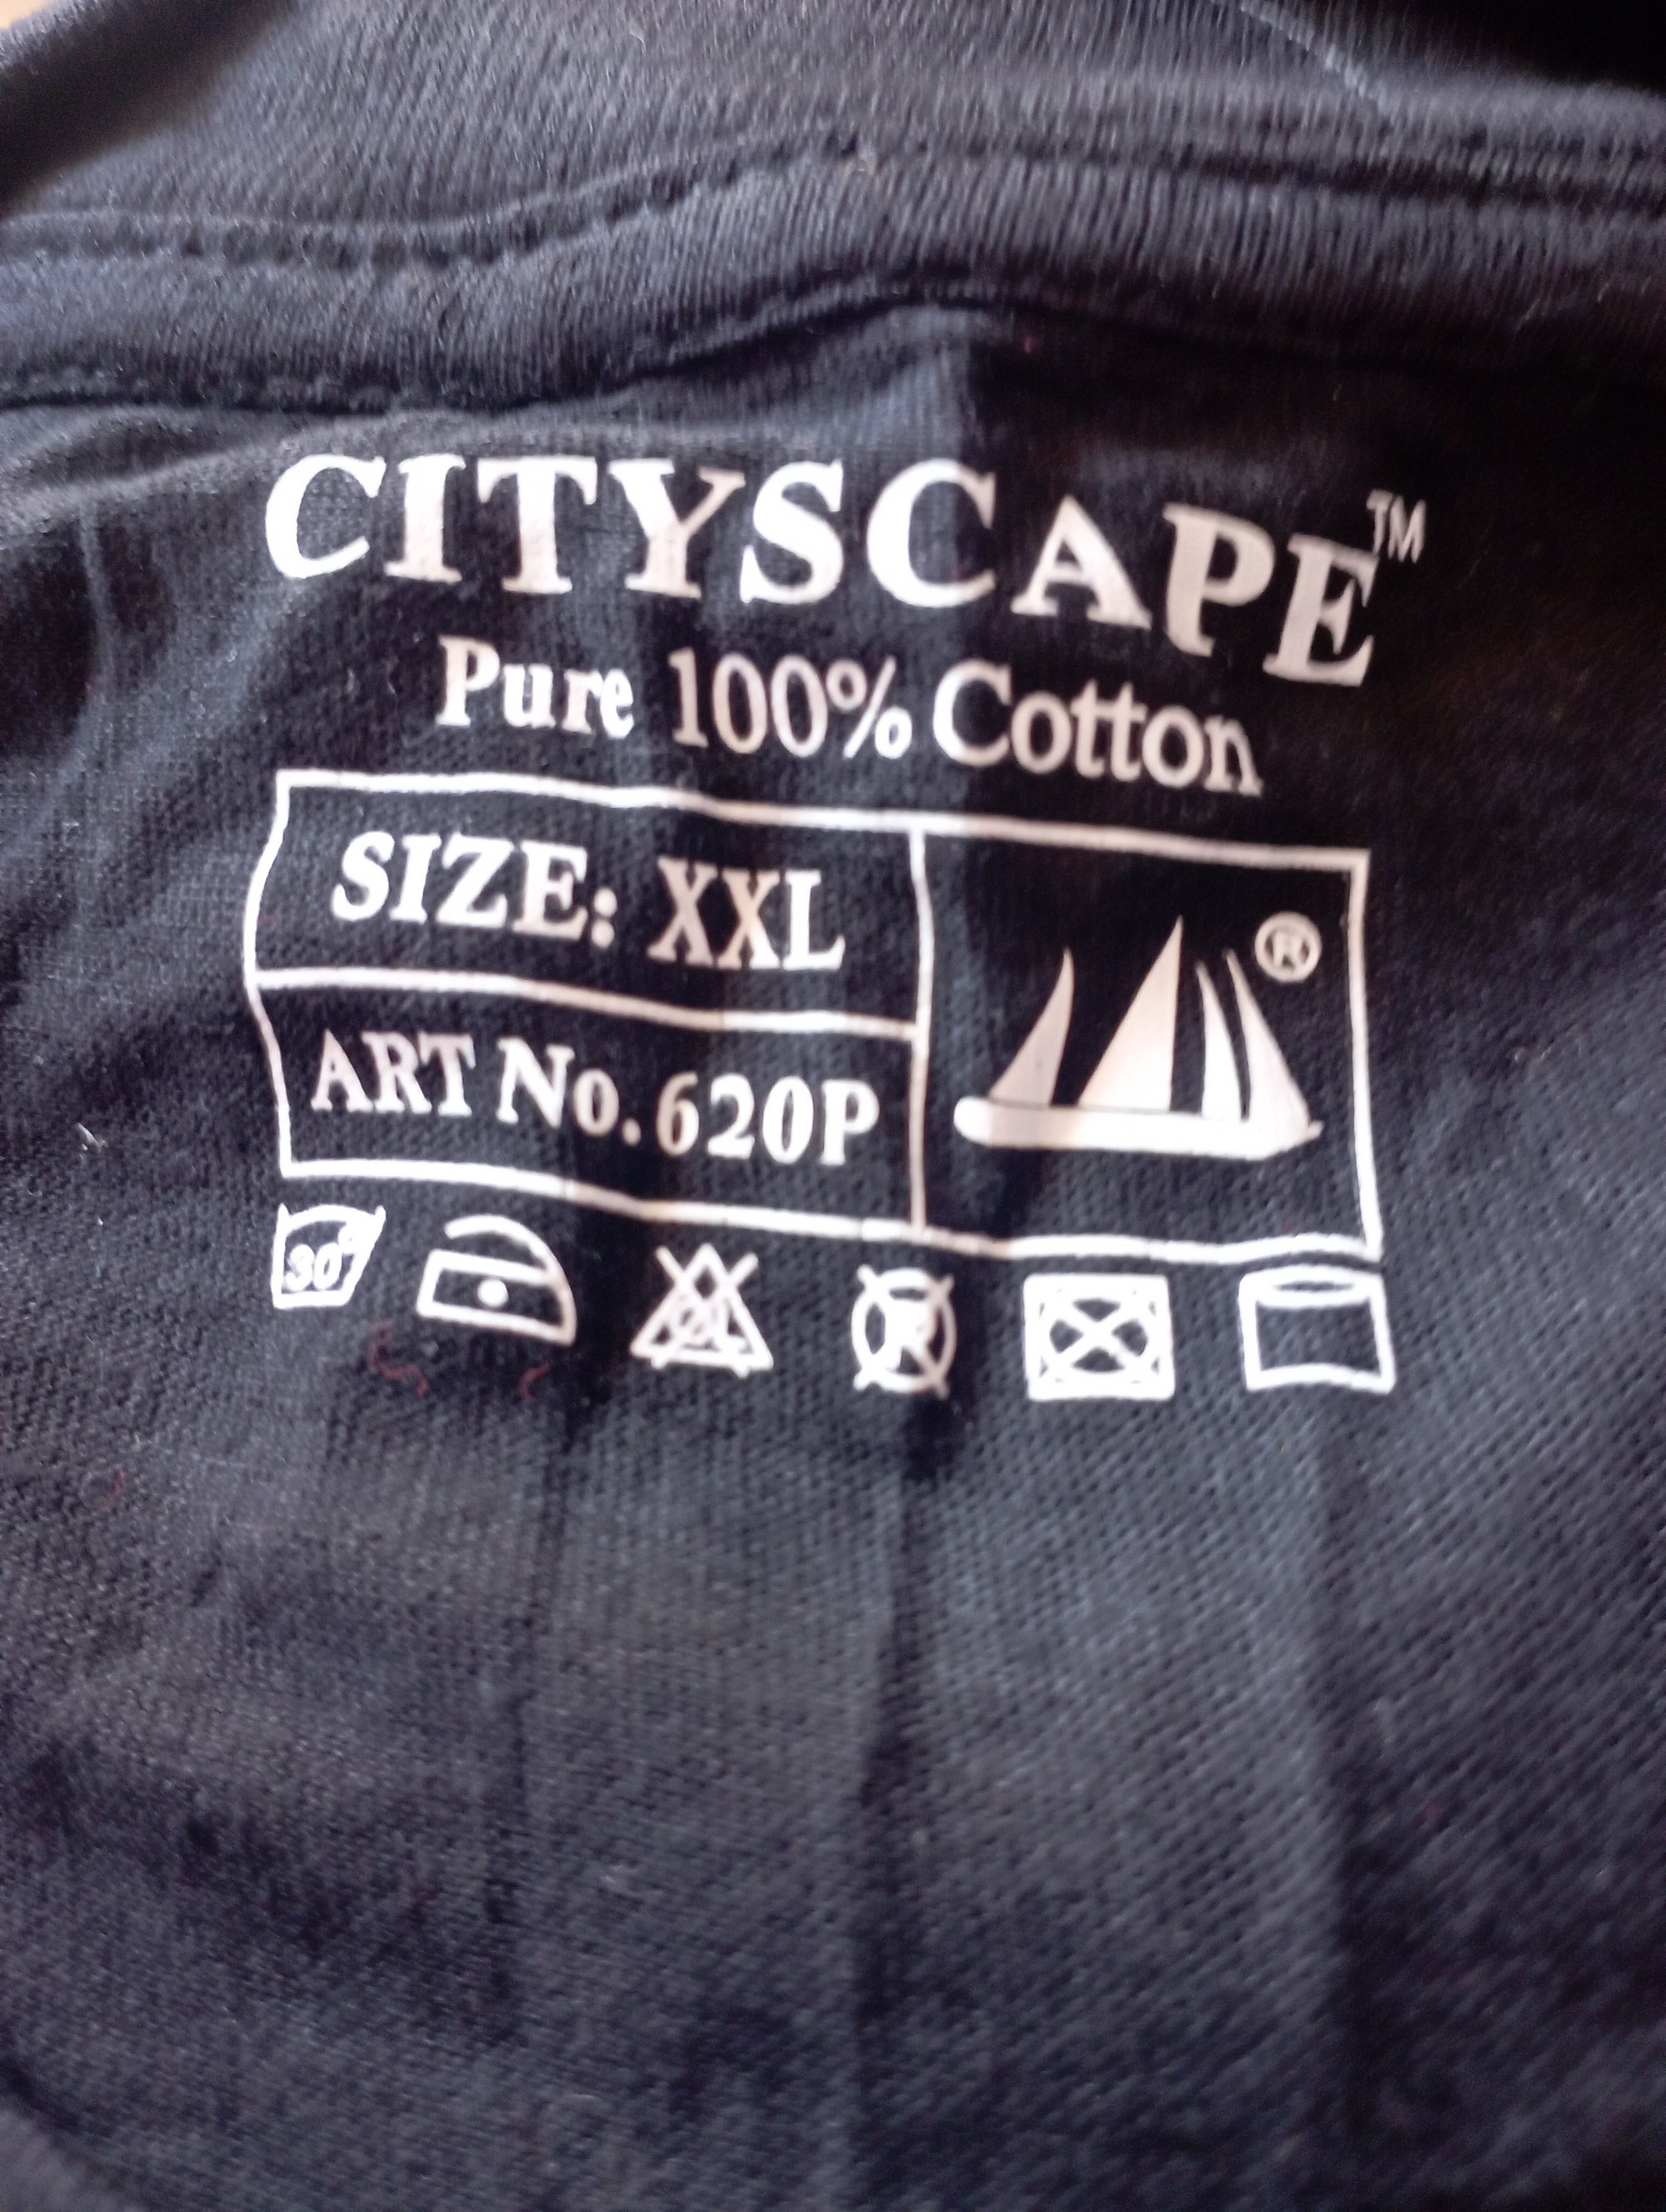 CITYSCAPE™
Pure 100% Cotton
SIZE: XXL
ART No. 620P
®
30°